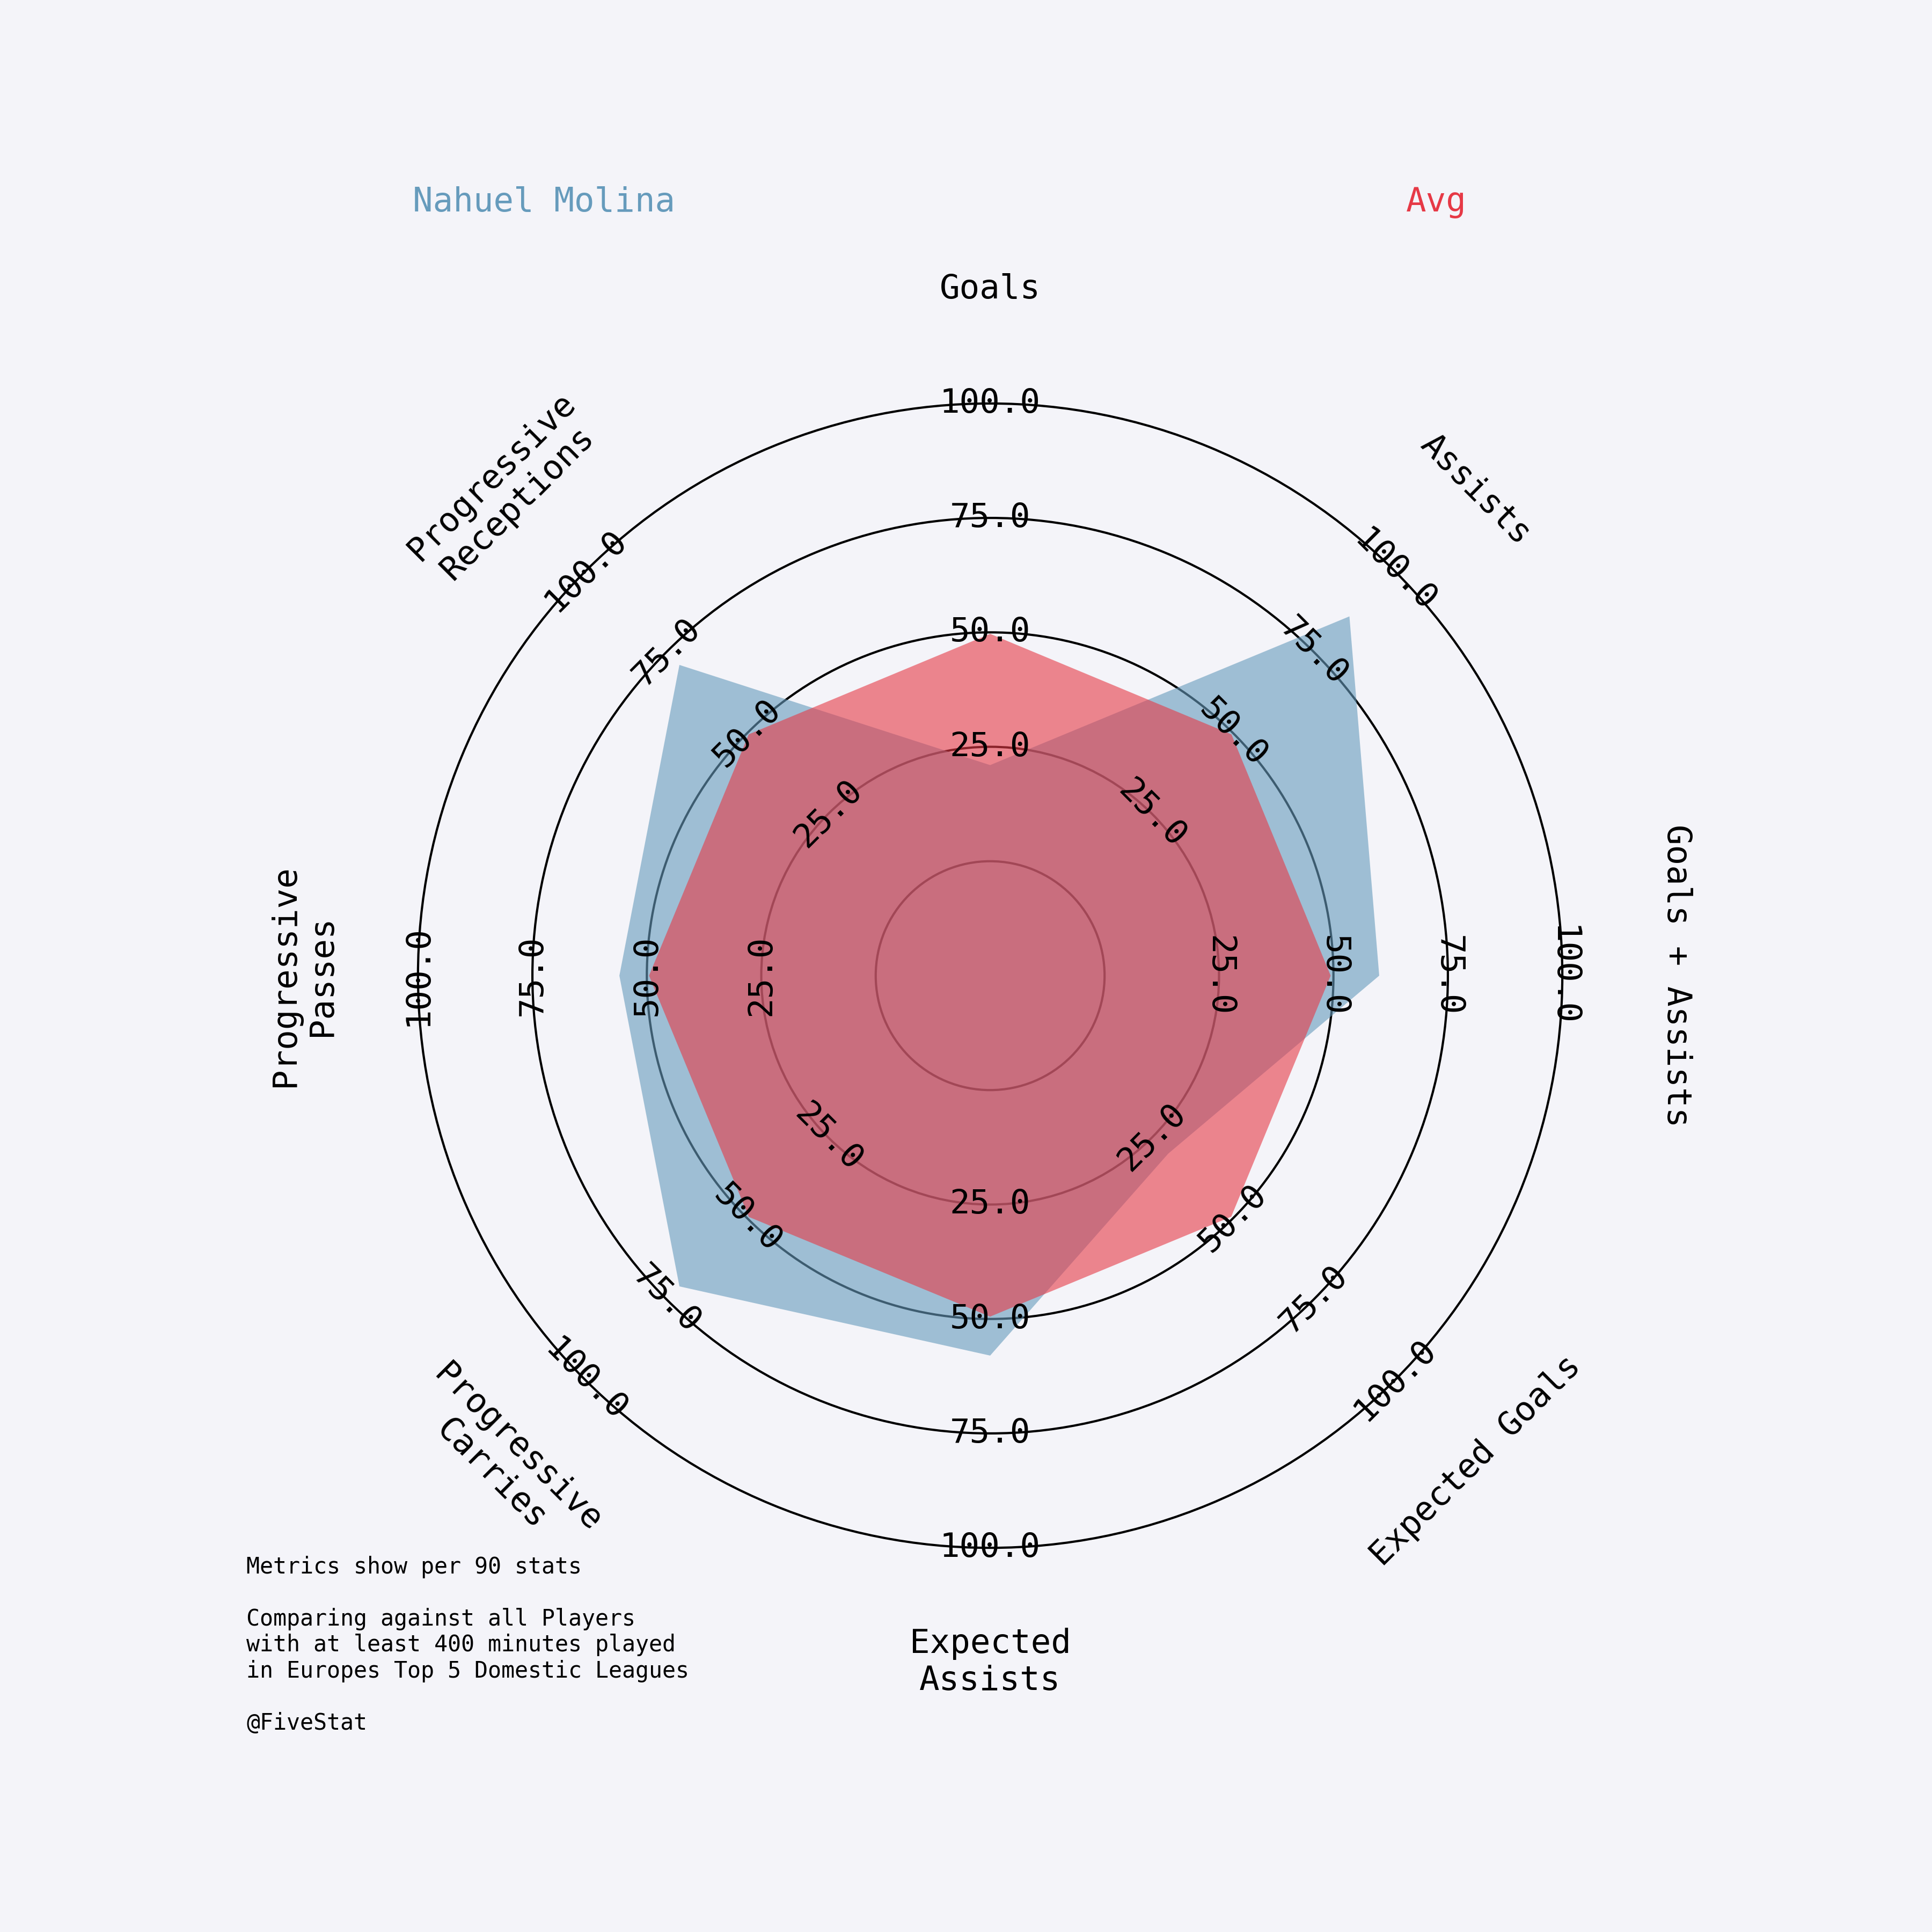 Nahuel Molina
Avg
Goals
Assists
Goals + Assists
Expected Goals
Expected
Assists
Progressive
Carries
Progressive
Passes
Progressive
Receptions
25.0
50.0
75.0
100.0
25.0
50.0
75.0
100.0
25.0
50.0
75.0
100.0
25.0
50.0
75.0
100.0
25.0
50.0
75.0
100.0
25.0
50.0
75.0
100.0
25.0
50.0
75.0
100.0
25.0
50.0
75.0
100.0
Metrics show per 90 stats
Comparing against all Players
with at least 400 minutes played
in Europes Top 5 Domestic Leagues
@FiveStat